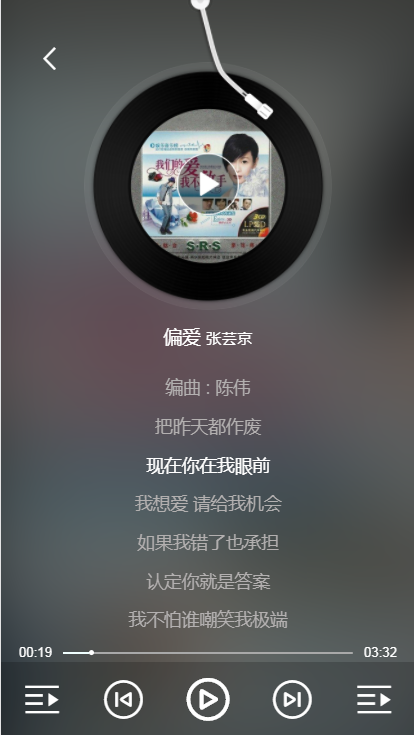 我们的爱
我不放手
3CD
S·R·S
偏爱 张芸京
编曲 : 陈伟
把昨天都作废
现在你在我眼前
我想爱 请给我机会
如果我错了也承担
认定你就是答案
我不怕谁嘲笑我极端
00:19
03:32